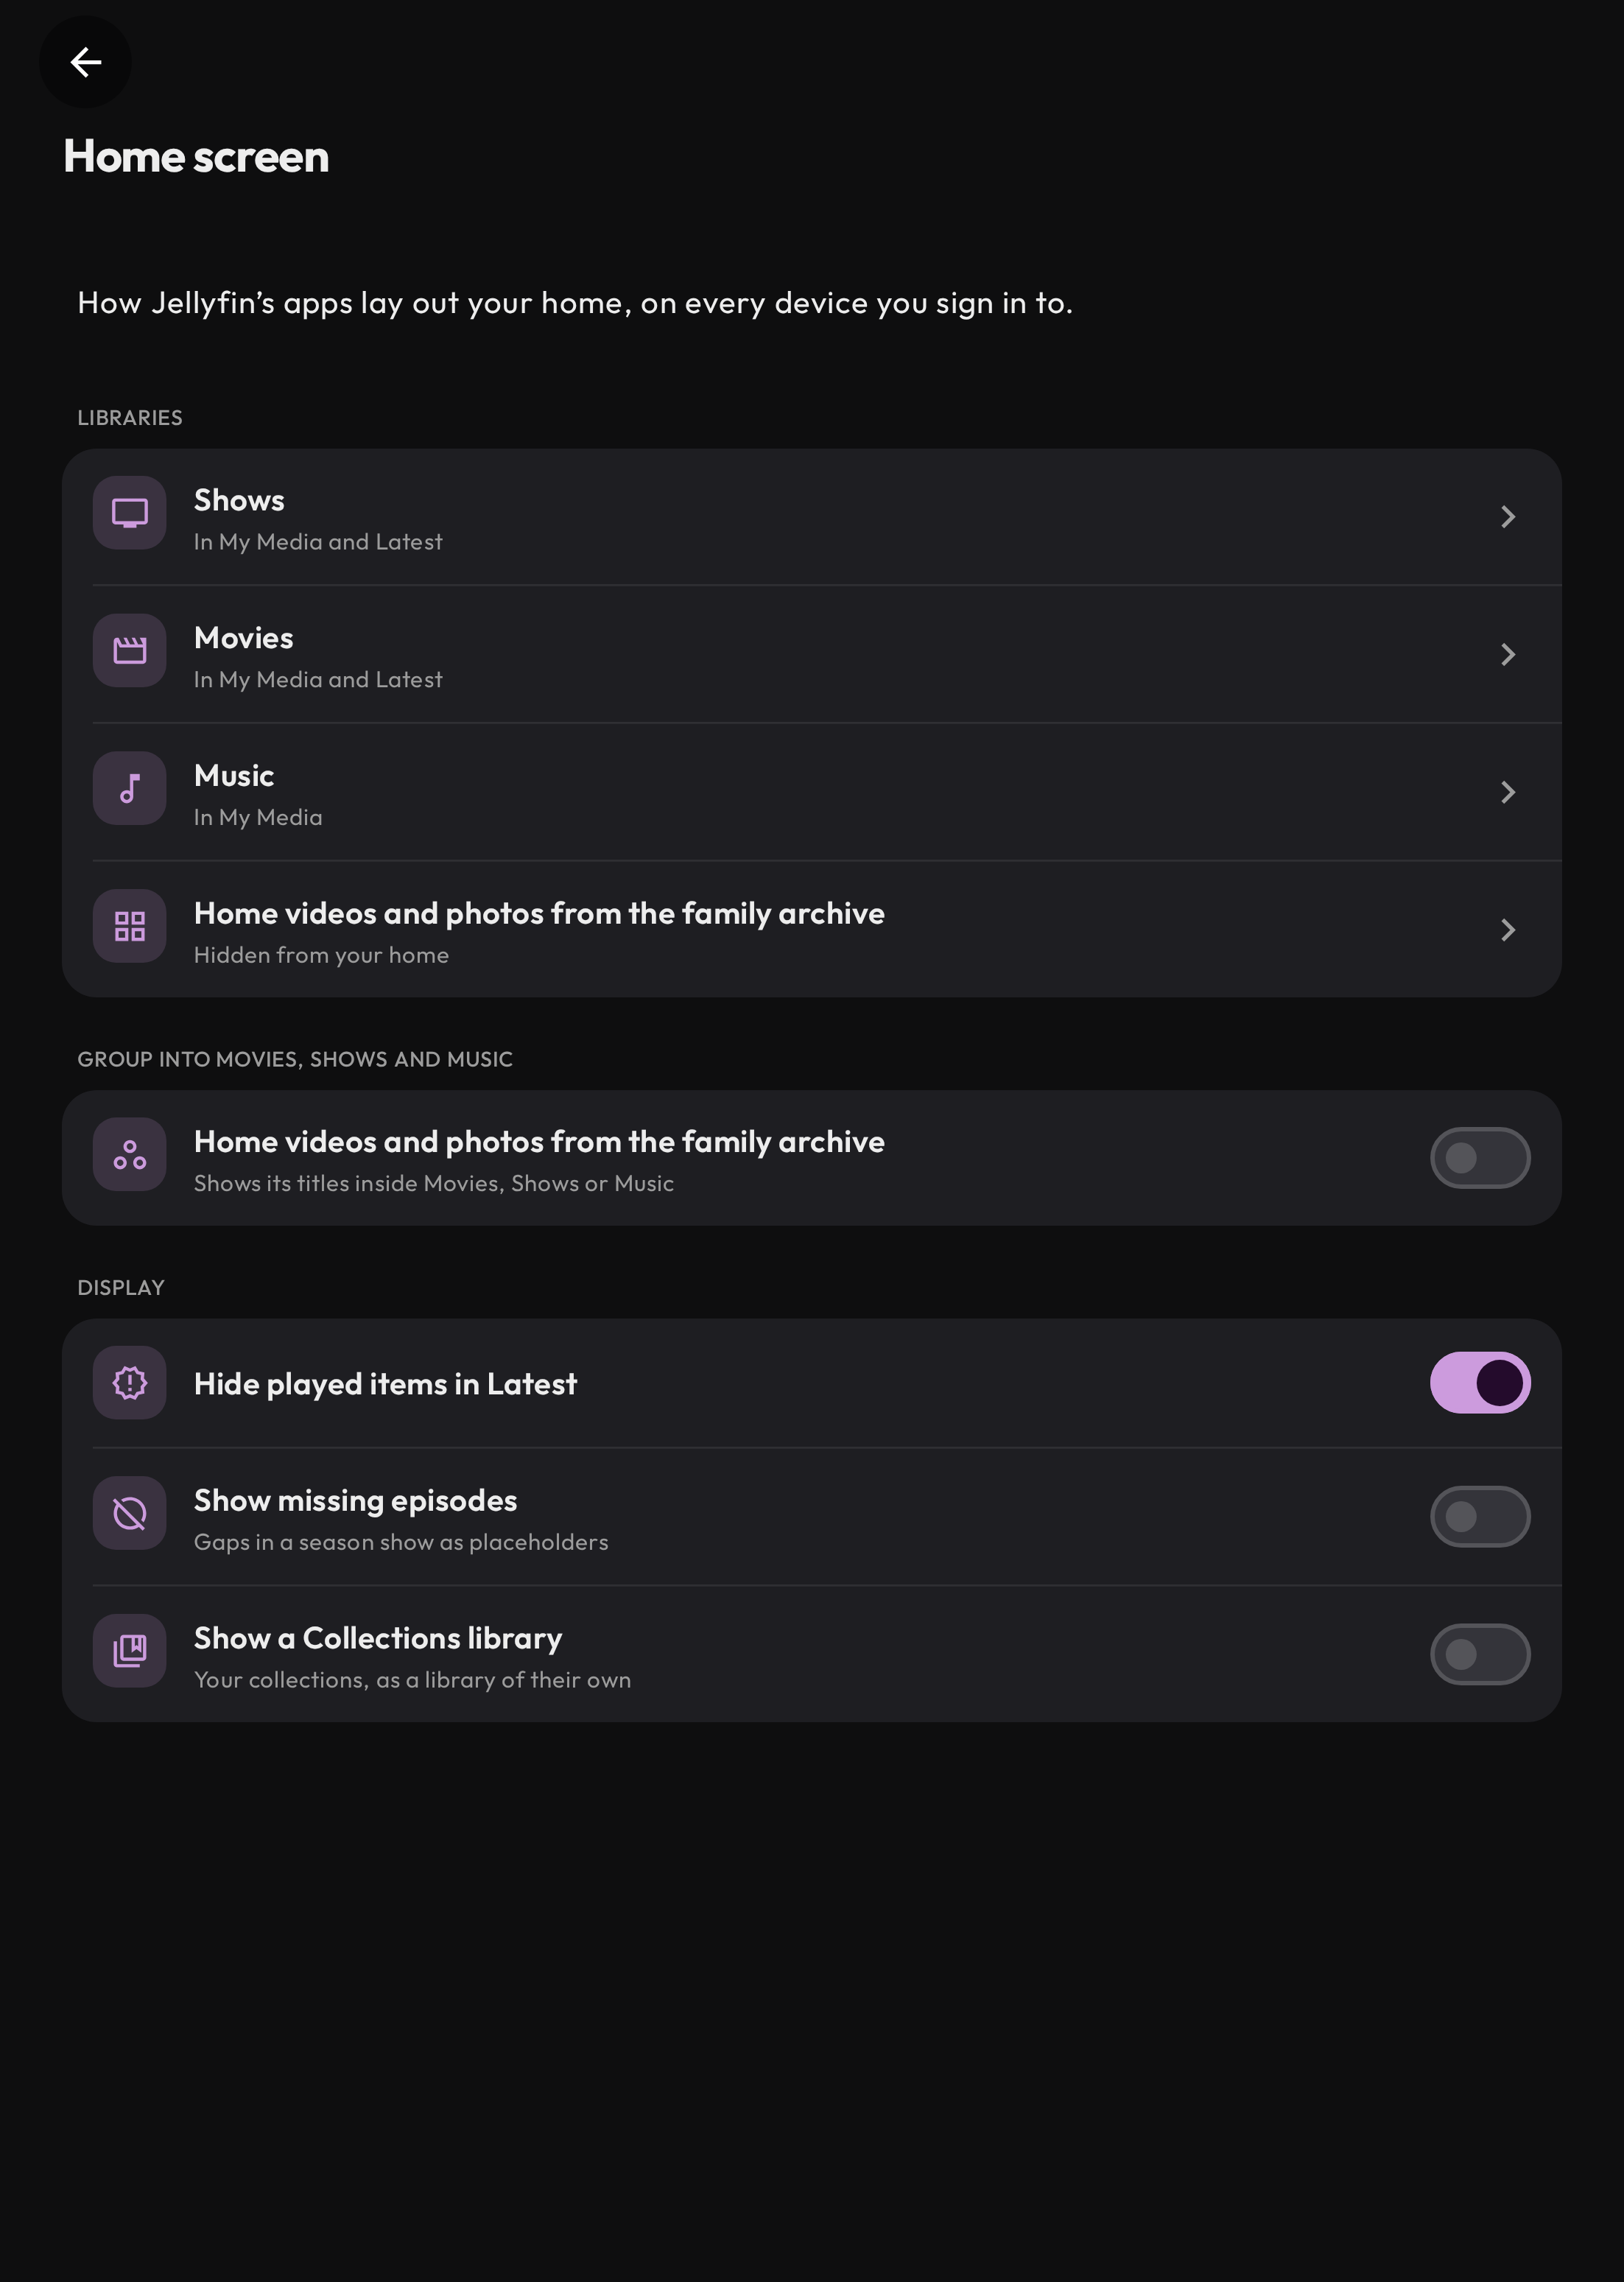 Home screen
How Jellyfin’s apps lay out your home, on every device you sign in to.
LIBRARIES
Shows
In My Media and Latest
Movies
In My Media and Latest
Music
In My Media
Home videos and photos from the family archive
Hidden from your home
GROUP INTO MOVIES, SHOWS AND MUSIC
Home videos and photos from the family archive
Shows its titles inside Movies, Shows or Music
DISPLAY
Hide played items in Latest
Show missing episodes
Gaps in a season show as placeholders
Show a Collections library
Your collections, as a library of their own